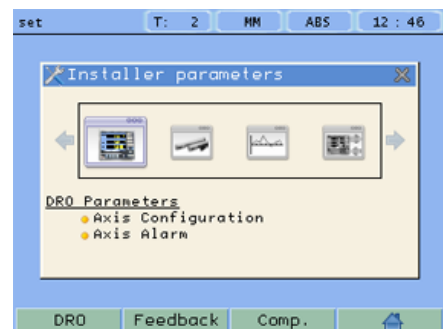 set T: 2 MM ABS 12 : 46
Installer parameters
DRO Parameters
Axis Configuration
Axis Alarm
DRO Feedback Comp.